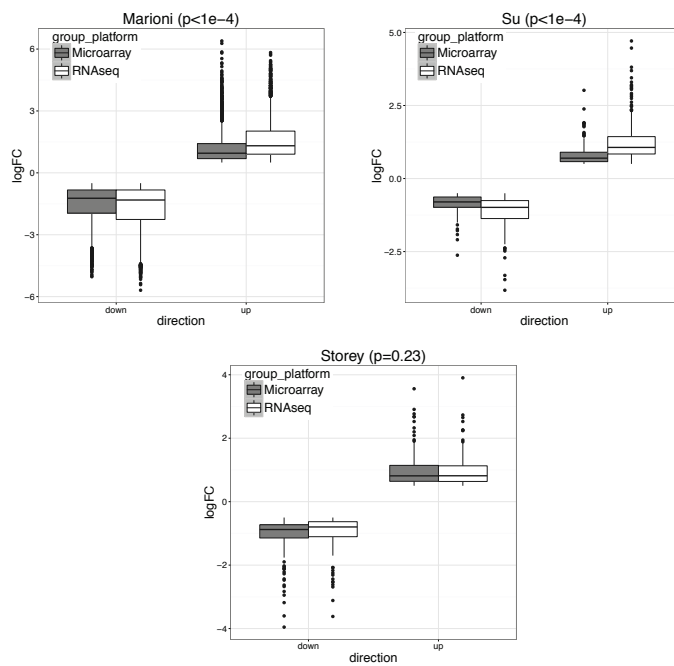 Marioni (p<1e-4)
group_platform
Microarray
RNAseq
6
3
0
−3
−6
logFC
down
up
direction
Su (p<1e-4)
group_platform
Microarray
RNAseq
5.0
2.5
0.0
−2.5
logFC
down
up
direction
Storey (p=0.23)
group_platform
Microarray
RNAseq
4
2
0
−2
−4
logFC
down
up
direction